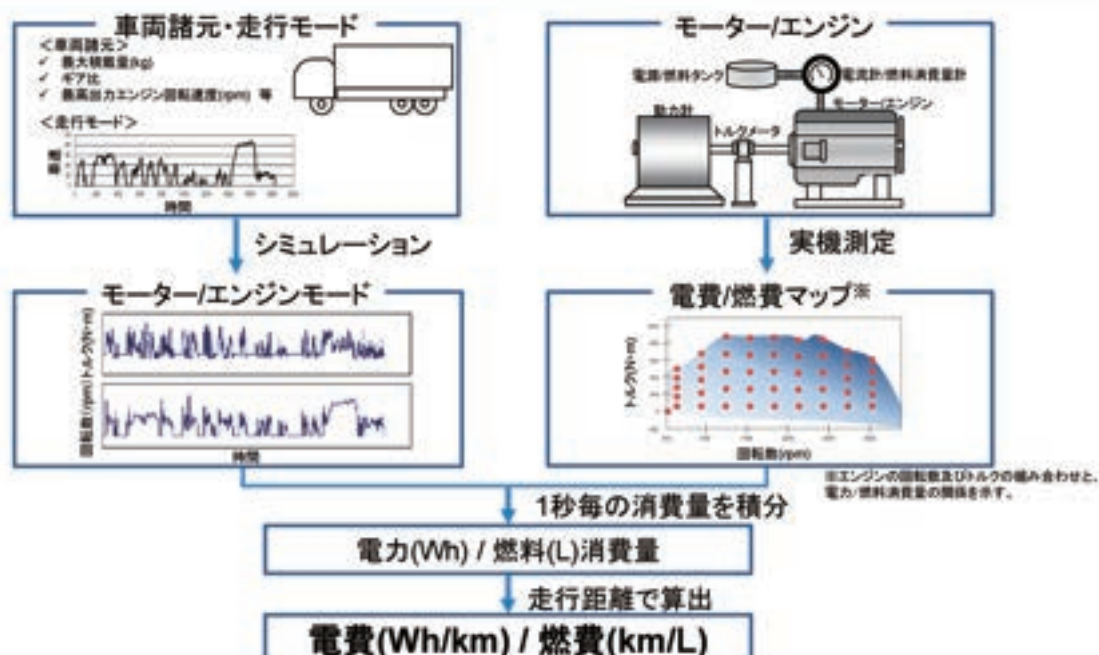 車両諸元・走行モード
<車両諸元>
✓ 最大積載量(kg)
✓ ギア比
✓ 最高出力エンジン回転速度(rpm) 等
<走行モード>
時間
シミュレーション
モーター/エンジン
電源/燃料タンク
電流計/燃料消費量計
モーター/エンジン
動力計
トルクメータ
実機測定
モーター/エンジンモード
トルク(N・m)
回転数(rpm)
時間
電費/燃費マップ※
トルク(N・m)
回転数(rpm)
※エンジンの回転数及びトルクの組み合わせと、
電力/燃料消費量の関係を示す。
1秒毎の消費量を積分
電力(Wh) / 燃料(L)消費量
走行距離で算出
電費(Wh/km) / 燃費(km/L)